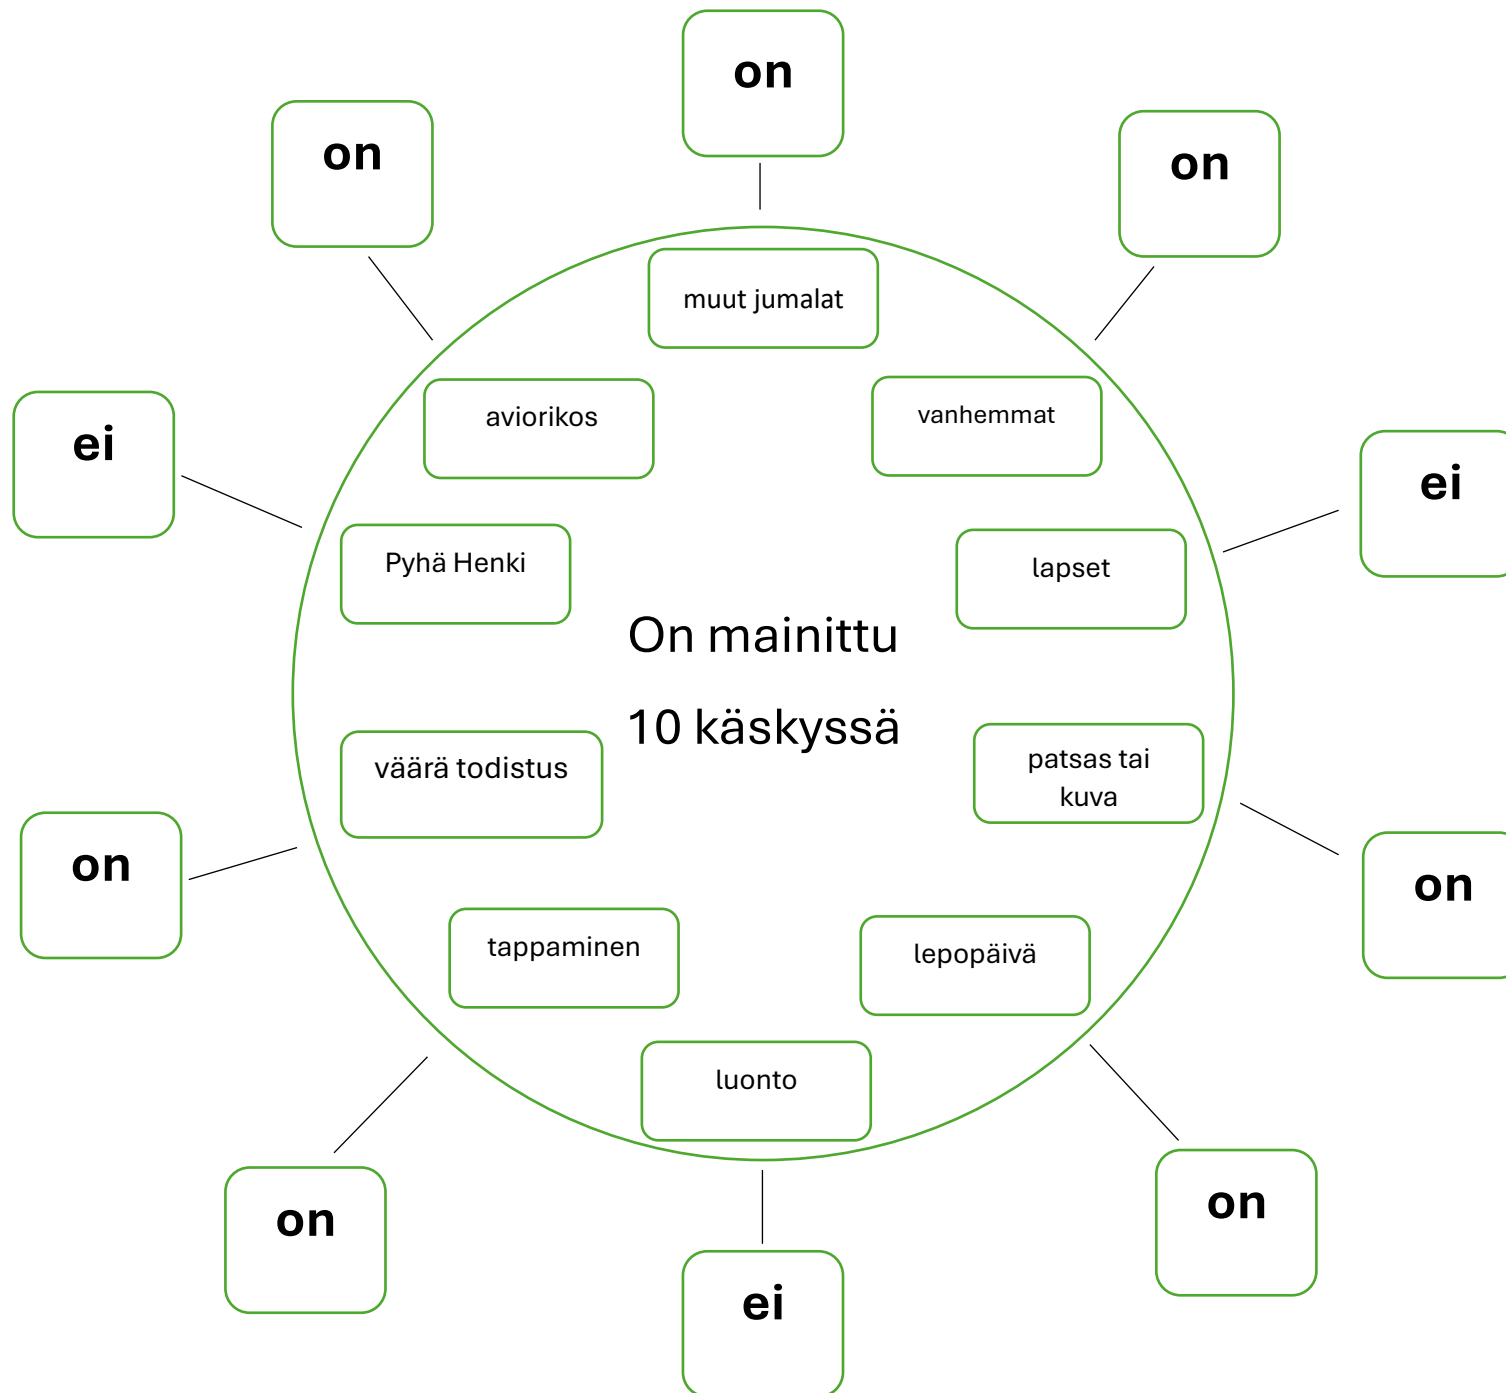 on
on
on
muut jumalat
aviorikos
vanhemmat
ei
ei
Pyhä Henki
lapset
On mainittu
10 käskyssä
väärä todistus
patsas tai
kuva
on
on
tappaminen
lepopäivä
luonto
on
on
ei